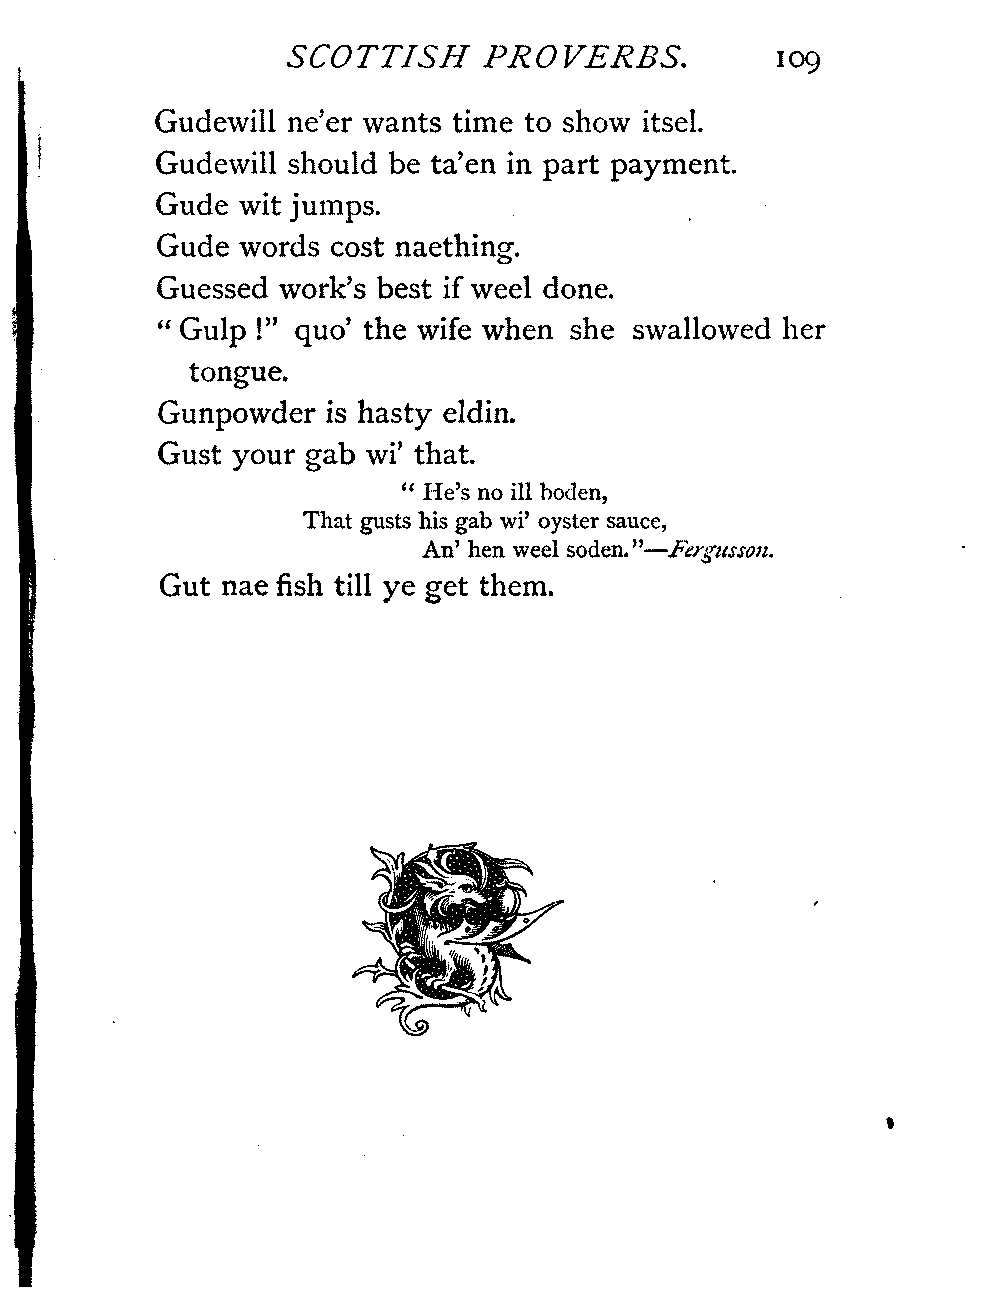 SCOTTISH PROVERBS. 109
Gudewill ne'er wants time to show itsel.
Gudewill should be ta'en in part payment.
Gude wit jumps.
Gude words cost naething.
Guessed work's best if weel done.
“ Gulp !” quo’ the wife when she swallowed her
tongue.
Gunpowder is hasty eldin.
Gust your gab wi’ that.
“ He's no ill boden,
That gusts his gab wi’ oyster sauce,
An’ hen weel soden.”—Fergusson.
Gut nae fish till ye get them.